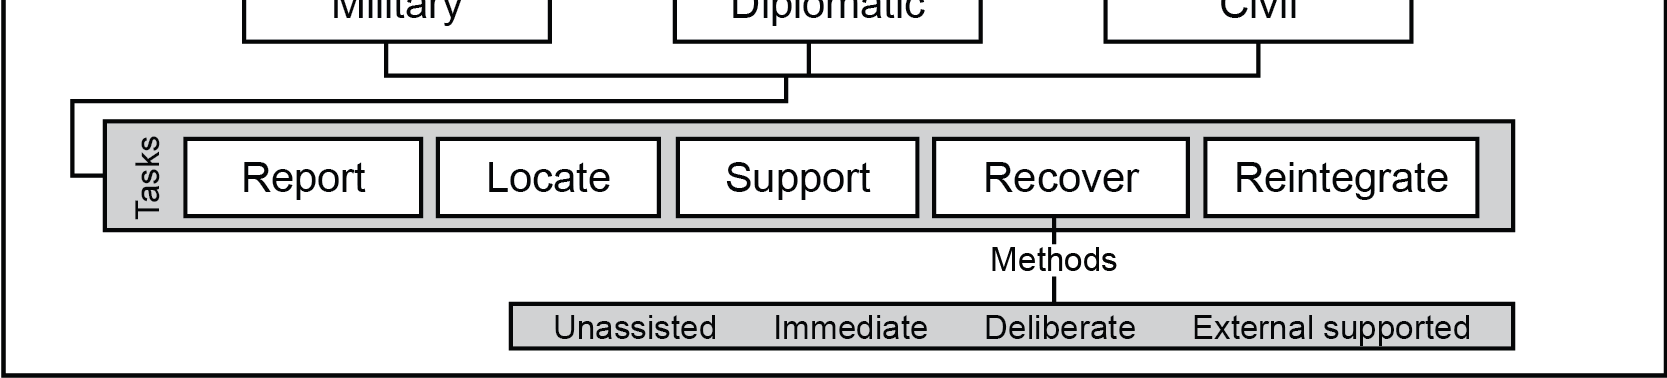 Military Diplomatic Civil
Tasks Report Locate Support Recover Reintegrate
Methods
Unassisted Immediate Deliberate External supported